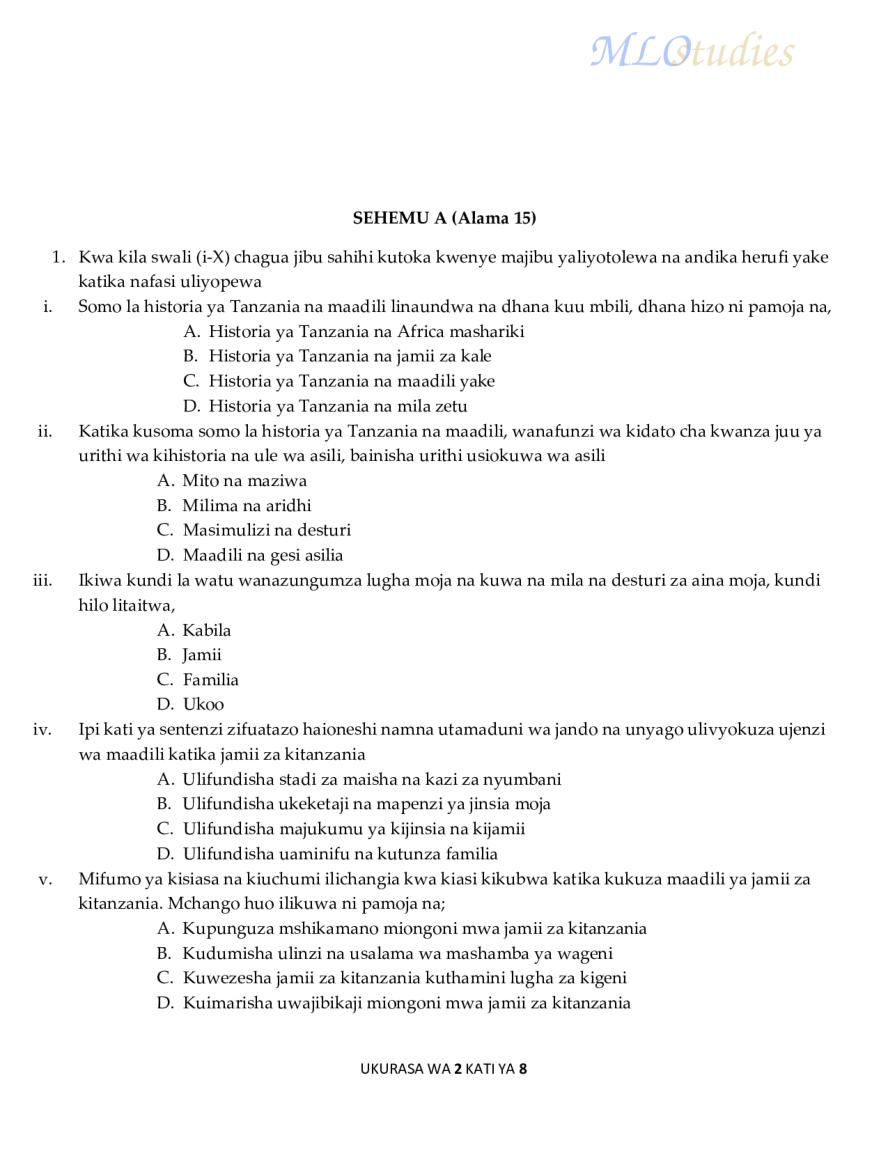 MLOstudies
SEHEMU A (Alama 15)
1. Kwa kila swali (i-X) chagua jibu sahihi kutoka kwenye majibu yaliyotolewa na andika herufi yake
katika nafasi uliyopewa
i. Somo la historia ya Tanzania na maadili linaundwa na dhana kuu mbili, dhana hizo ni pamoja na,
A. Historia ya Tanzania na Africa mashariki
B. Historia ya Tanzania na jamii za kale
C. Historia ya Tanzania na maadili yake
D. Historia ya Tanzania na mila zetu
ii. Katika kusoma somo la historia ya Tanzania na maadili, wanafunzi wa kidato cha kwanza juu ya
urithi wa kihistoria na ule wa asili, bainisha urithi usiokuwa wa asili
A. Mito na maziwa
B. Milima na aridhi
C. Masimulizi na desturi
D. Maadili na gesi asilia
iii. Ikiwa kundi la watu wanazungumza lugha moja na kuwa na mila na desturi za aina moja, kundi
hilo litaitwa,
A. Kabila
B. Jamii
C. Familia
D. Ukoo
iv. Ipi kati ya sentenzi zifuatazo haioneshi namna utamaduni wa jando na unyago ulivyokuza ujenzi
wa maadili katika jamii za kitanzania
A. Ulifundisha stadi za maisha na kazi za nyumbani
B. Ulifundisha ukeketaji na mapenzi ya jinsia moja
C. Ulifundisha majukumu ya kijinsia na kijamii
D. Ulifundisha uaminifu na kutunza familia
v. Mifumo ya kisiasa na kiuchumi ilichangia kwa kiasi kikubwa katika kukuza maadili ya jamii za
kitanzania. Mchango huo ilikuwa ni pamoja na;
A. Kupunguza mshikamano miongoni mwa jamii za kitanzania
B. Kudumisha ulinzi na usalama wa mashamba ya wageni
C. Kuwezesha jamii za kitanzania kuthamini lugha za kigeni
D. Kuimarisha uwajibikaji miongoni mwa jamii za kitanzania
UKURASA WA 2 KATI YA 8